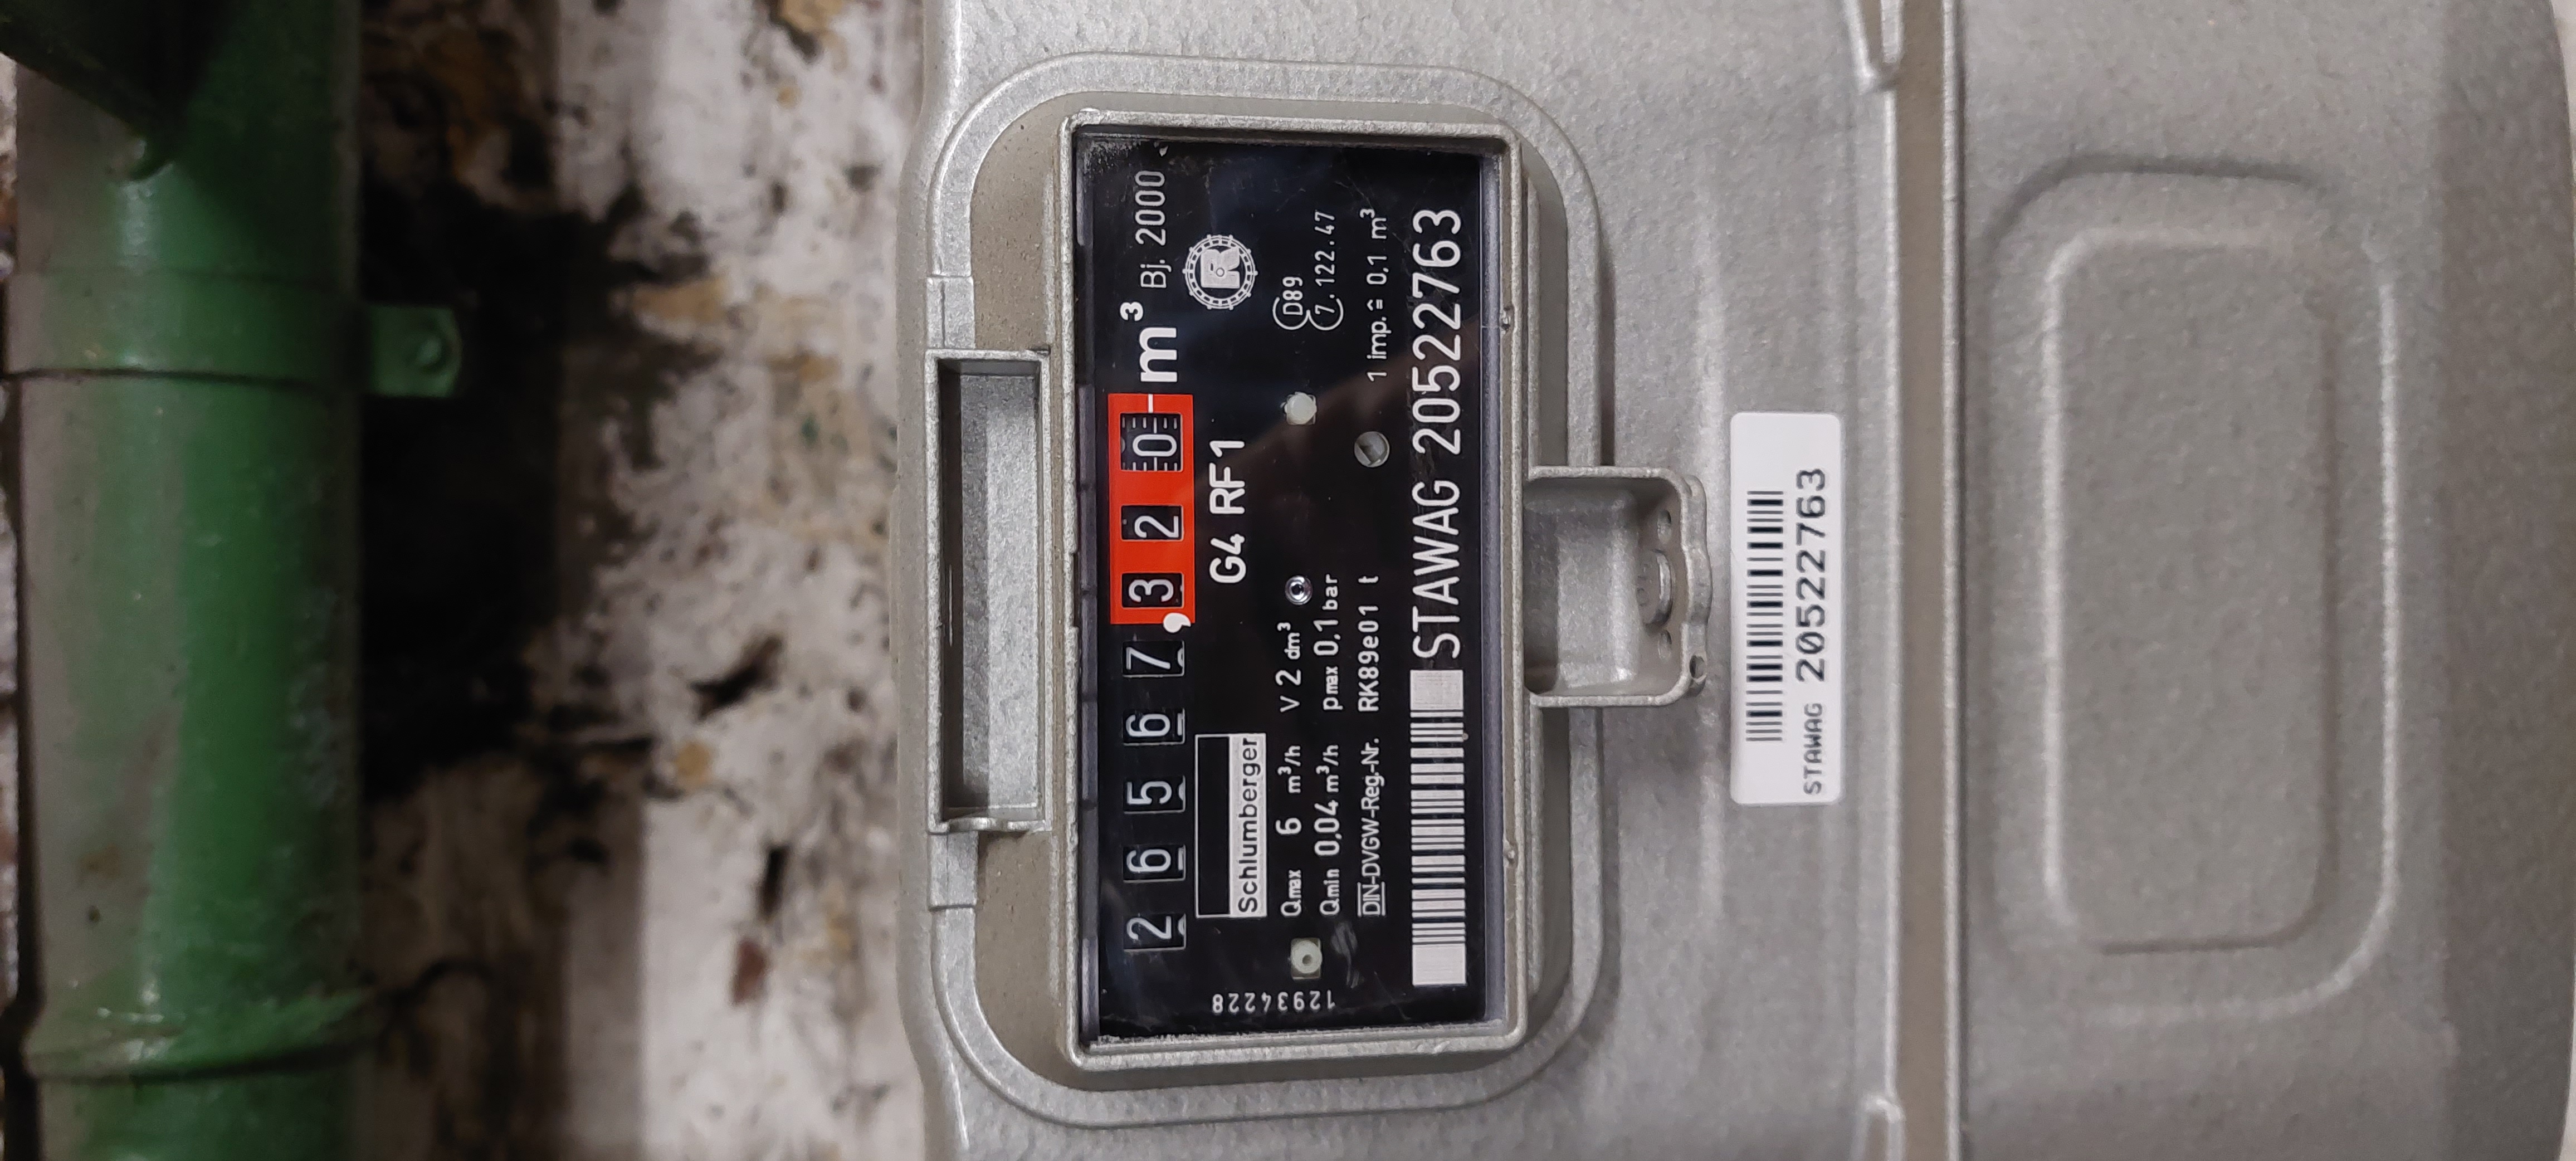 26567,320 m³ Bj. 2000
Schlumberger
G4 RF1
R
12934228
Qmax 6 m³/h V 2 dm³
D89
Qmin 0,04 m³/h pmax 0,1 bar
7.122.47
DIN-DVGW-Reg.-Nr. RK89e01 t
1 imp. ≙ 0,1 m³
STAWAG 20522763
STAWAG 20522763